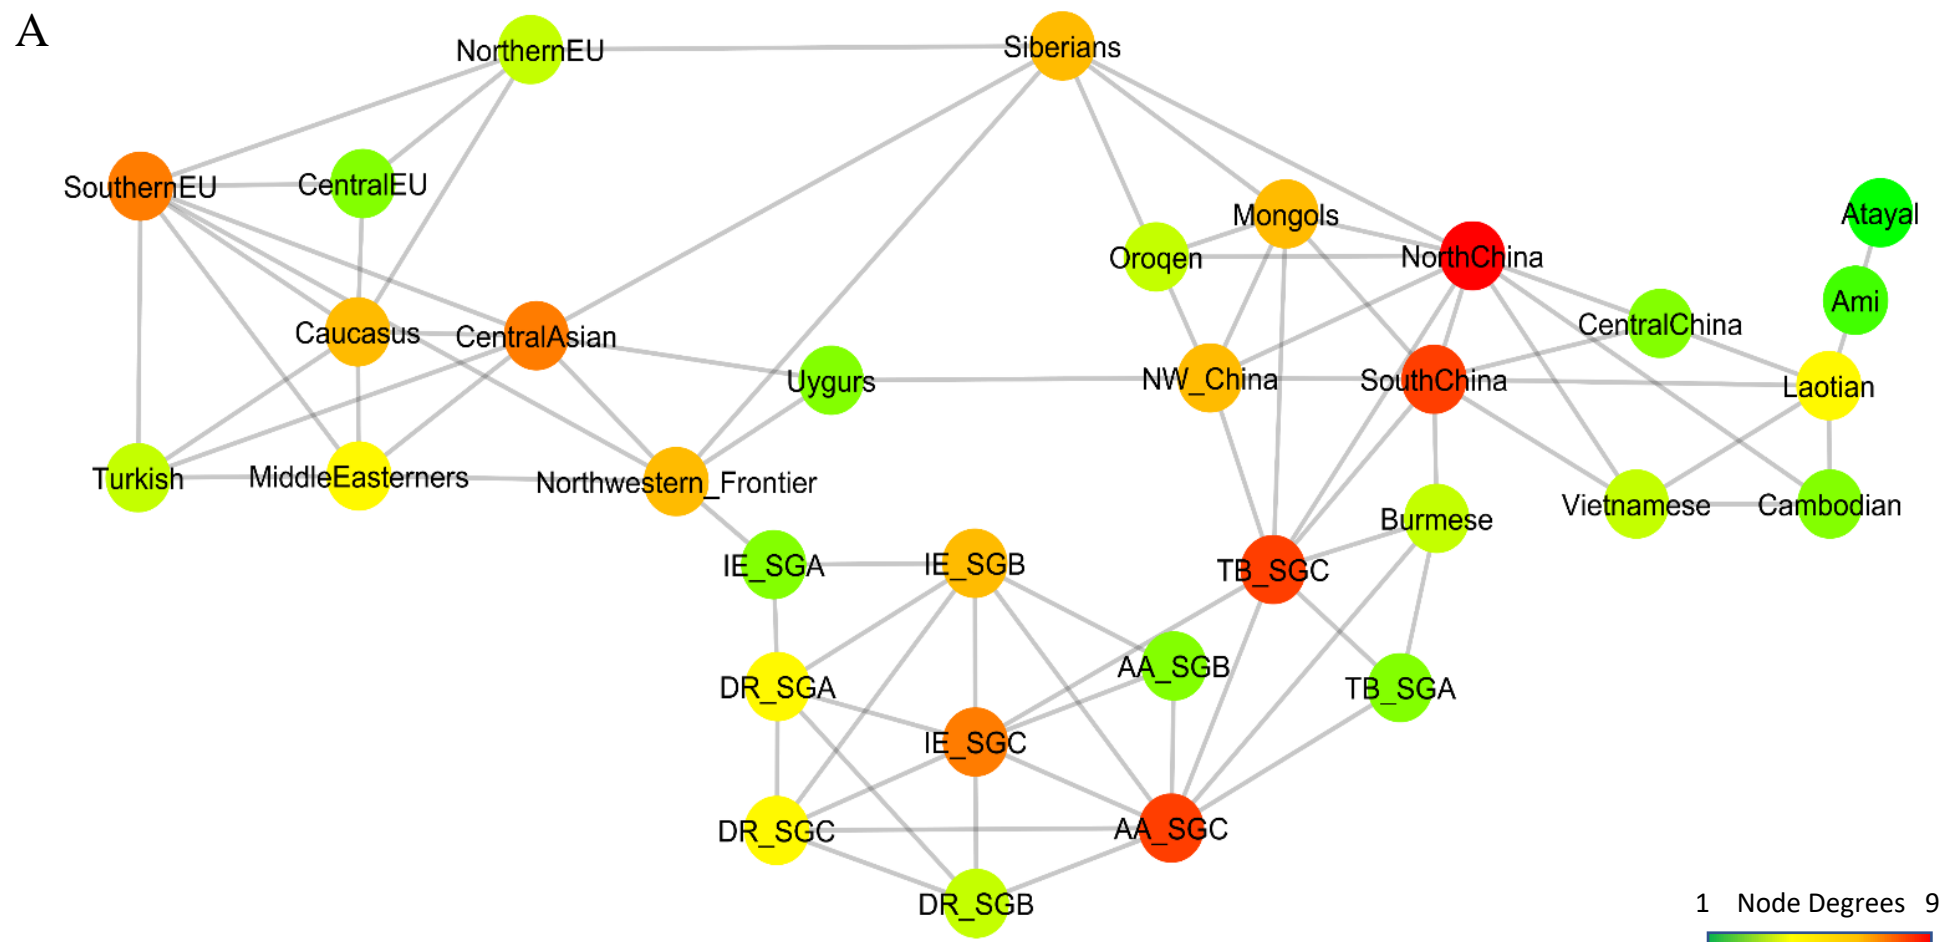 A
NorthernEU
Siberians
SouthernEU
CentralEU
Mongols
Atayal
Oroqen
NorthChina
Ami
Caucasus
CentralAsian
CentralChina
Uygurs
NW_China
SouthChina
Laotian
Turkish
MiddleEasterners
Northwestern_Frontier
Burmese
Vietnamese
Cambodian
IE_SGA
IE_SGB
TB_SGC
AA_SGB
DR_SGA
TB_SGA
IE_SGC
DR_SGC
AA_SGC
DR_SGB
1 Node Degrees 9